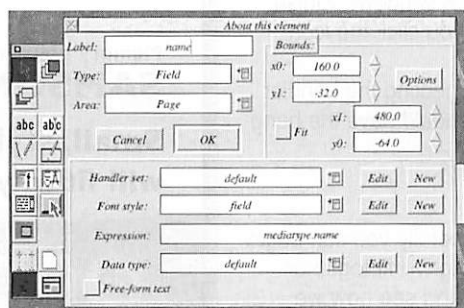 About this element
Label: name
Bounds:
Type: Field
x0: 160.0
y1: -32.0
Options
Area: Page
x1: 480.0
Cancel OK
Fit
y0: -64.0
abc abc
Handler set: default Edit New
Font style: field Edit New
Expression: mediatype.name
Data type: default Edit New
Free-form text